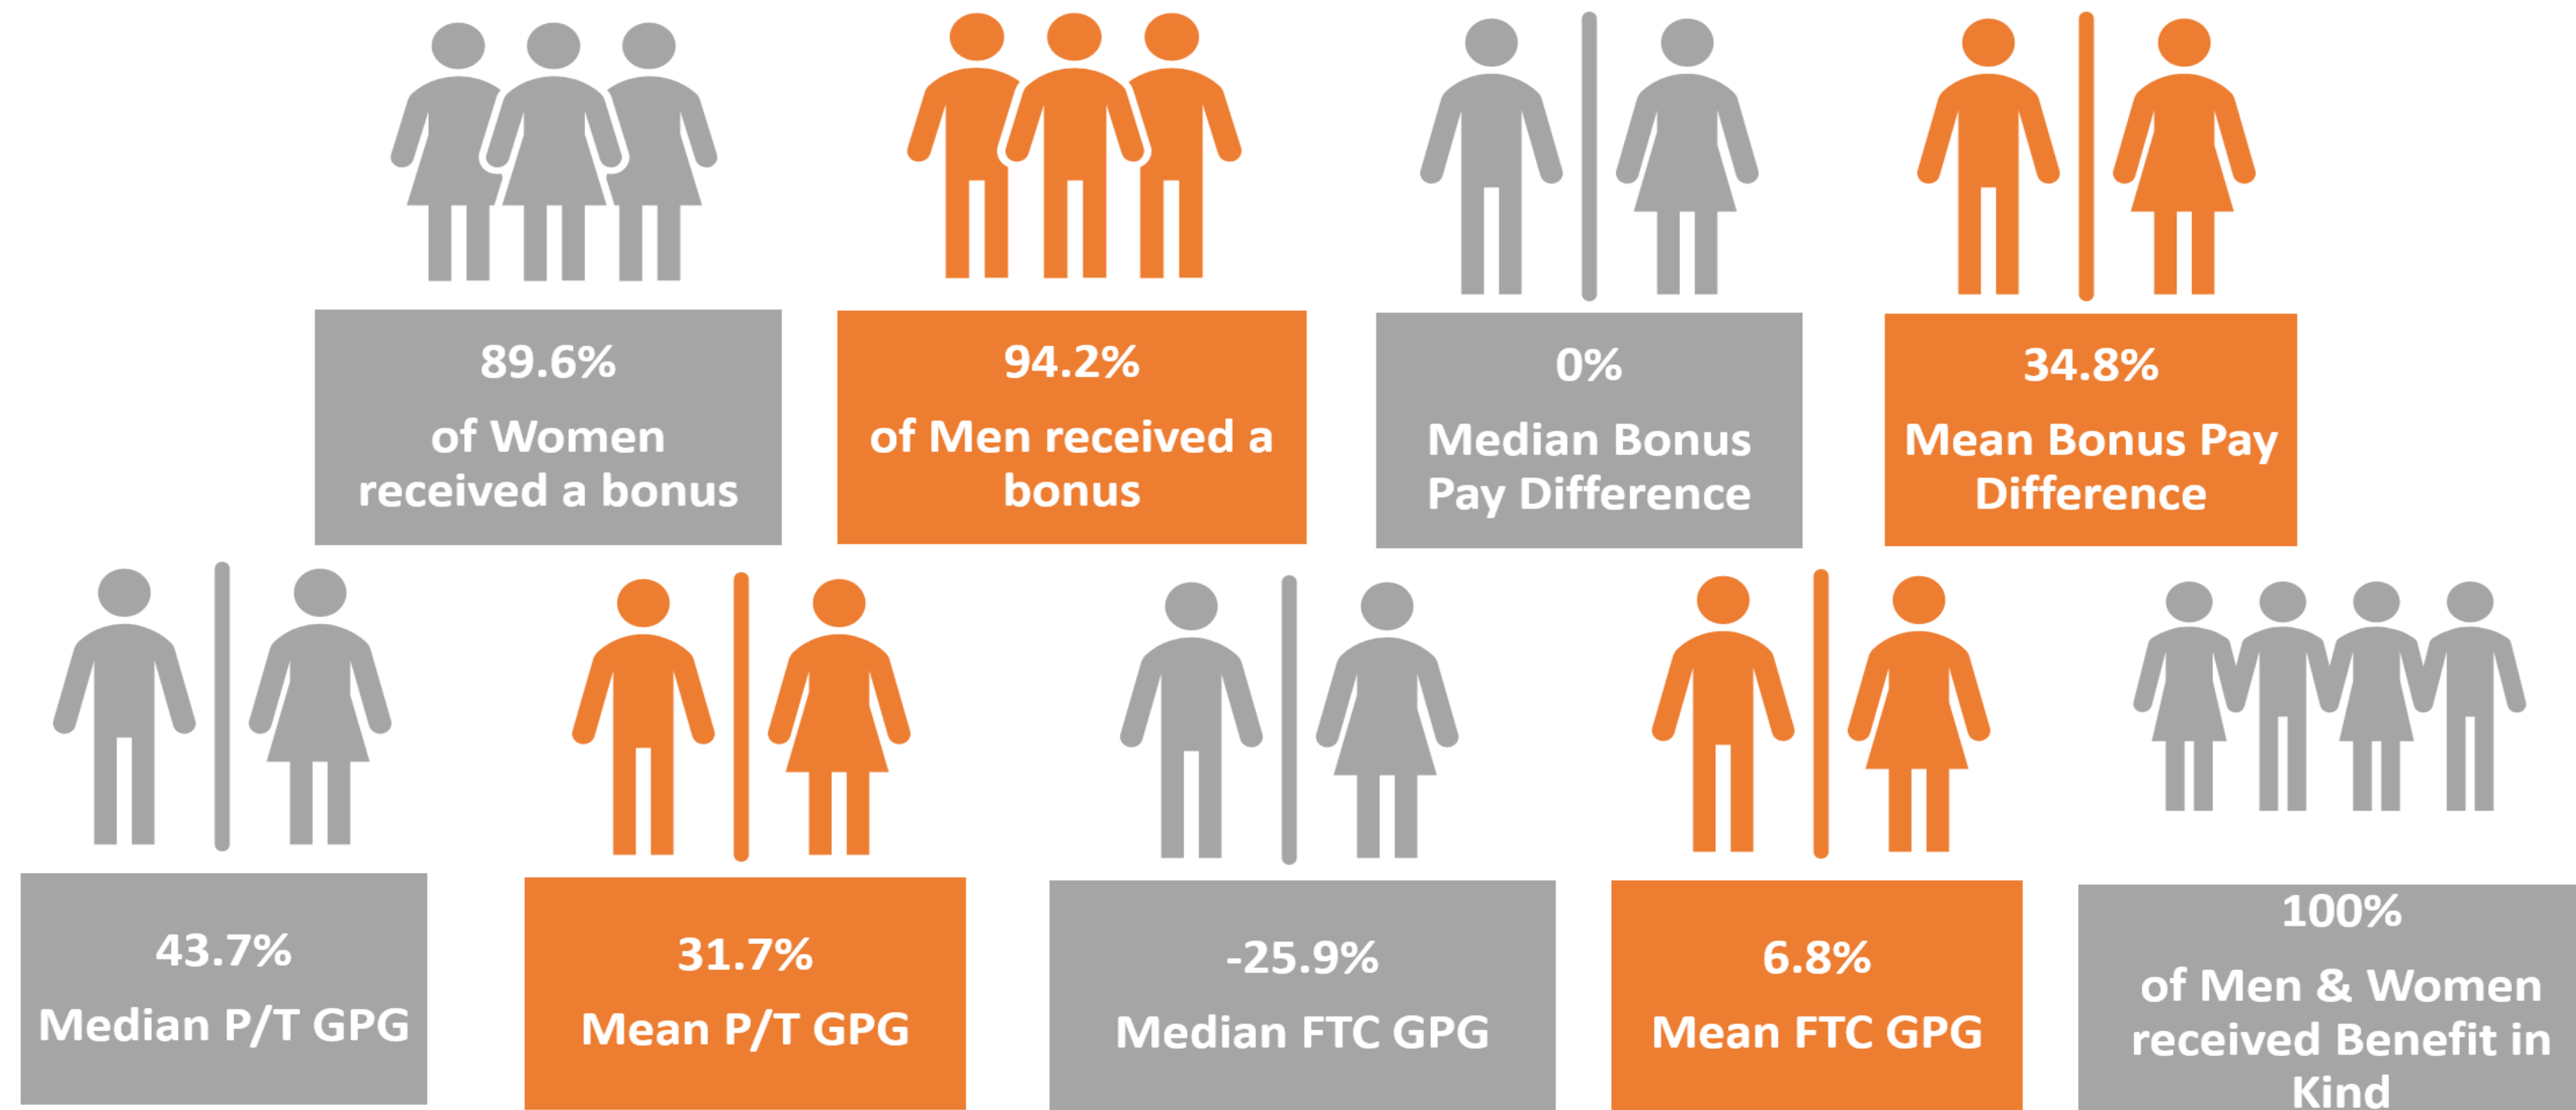 89.6%
of Women
received a bonus
94.2%
of Men received a
bonus
0%
Median Bonus
Pay Difference
34.8%
Mean Bonus Pay
Difference
43.7%
Median P/T GPG
31.7%
Mean P/T GPG
-25.9%
Median FTC GPG
6.8%
Mean FTC GPG
100%
of Men & Women
received Benefit in
Kind